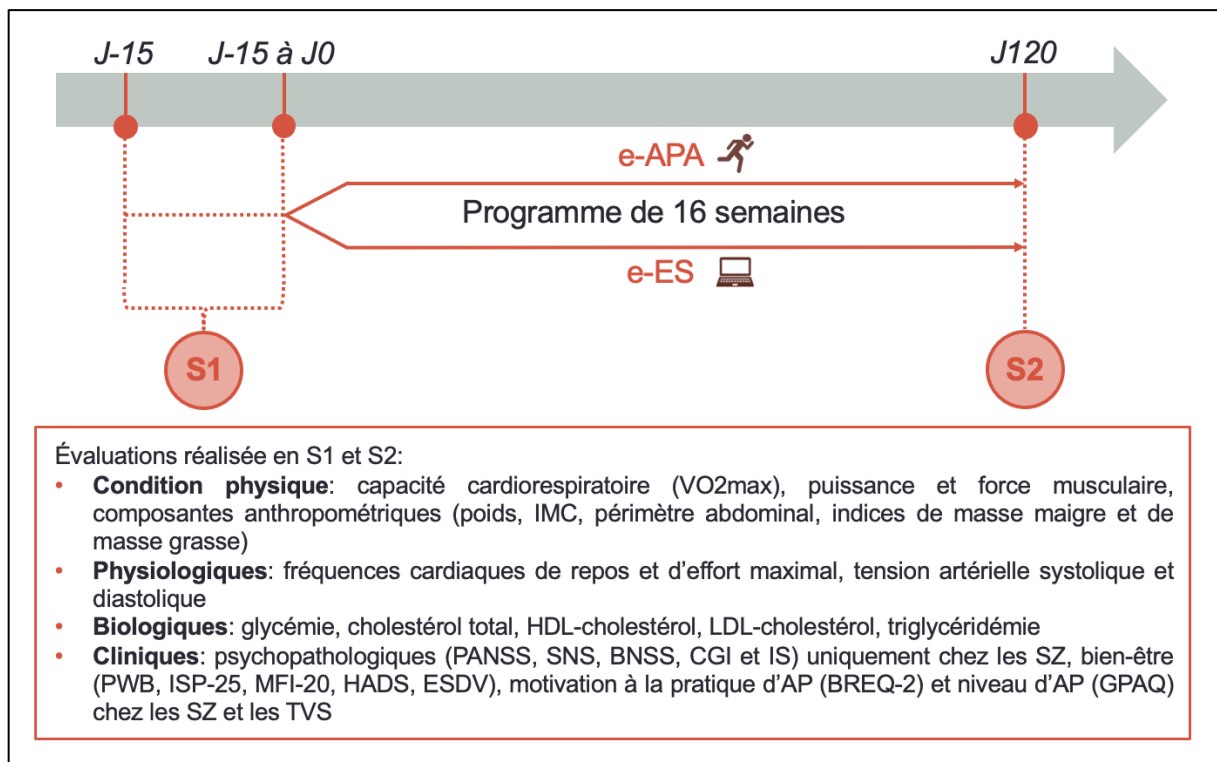 J-15
J-15 à J0
J120
e-APA
Programme de 16 semaines
e-ES
S1
S2
Évaluations réalisée en S1 et S2:
• Condition physique: capacité cardiorespiratoire (VO2max), puissance et force musculaire,
composantes anthropométriques (poids, IMC, périmètre abdominal, indices de masse maigre et de
masse grasse)
• Physiologiques: fréquences cardiaques de repos et d'effort maximal, tension artérielle systolique et
diastolique
• Biologiques: glycémie, cholestérol total, HDL-cholestérol, LDL-cholestérol, triglycéridémie
• Cliniques: psychopathologiques (PANSS, SNS, BNSS, CGI et IS) uniquement chez les SZ, bien-être
(PWB, ISP-25, MFI-20, HADS, ESDV), motivation à la pratique d'AP (BREQ-2) et niveau d'AP (GPAQ)
chez les SZ et les TVS